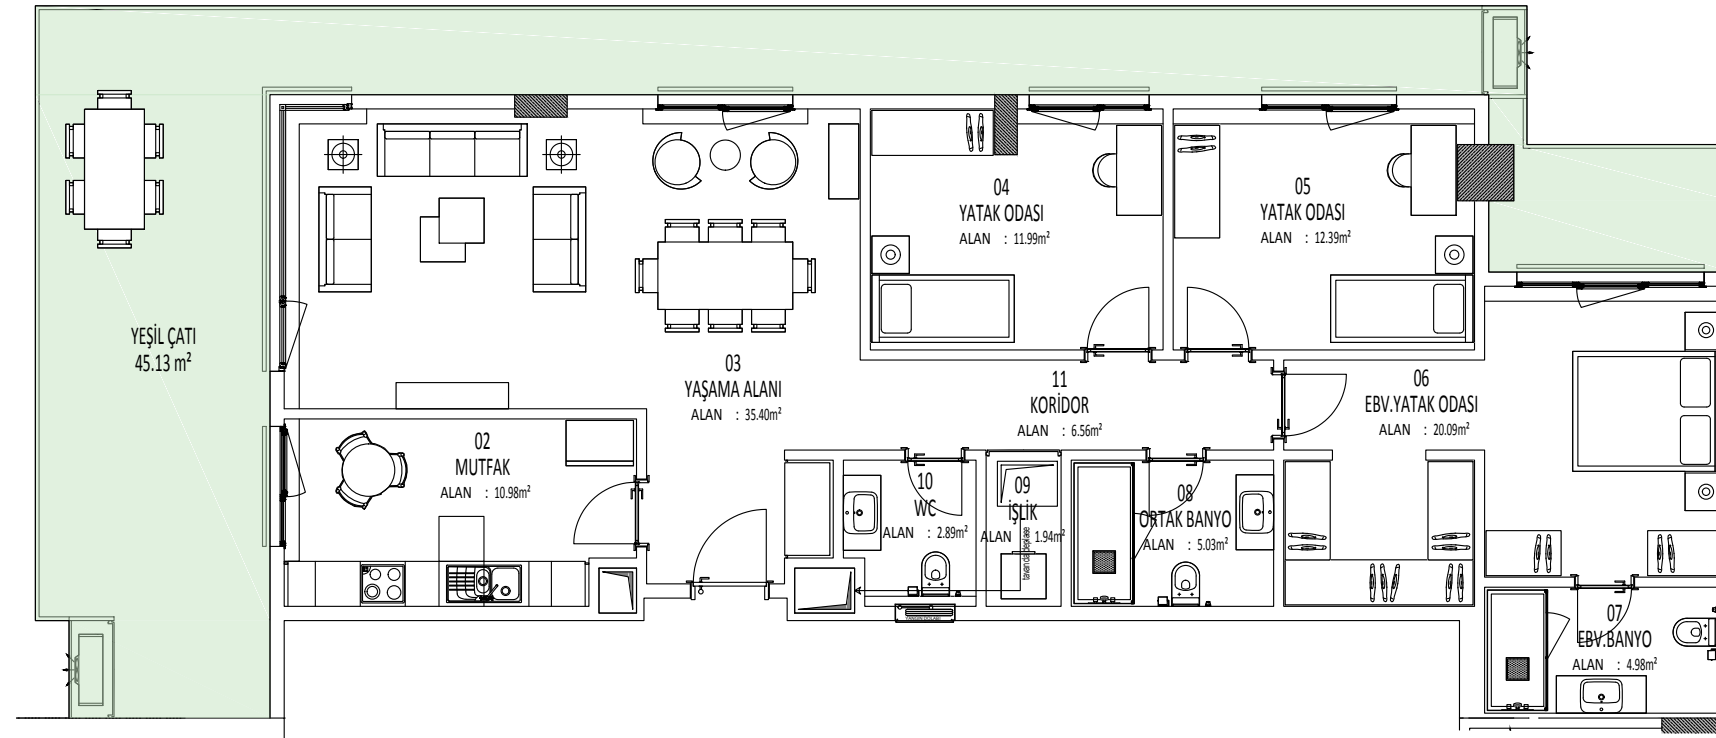 YEŞİL ÇATI
45.13 m²
03
YAŞAMA ALANI
ALAN : 35.40m²
02
MUTFAK
ALAN : 10.98m²
04
YATAK ODASI
ALAN : 11.99m²
05
YATAK ODASI
ALAN : 12.39m²
11
KORİDOR
ALAN : 6.56m²
06
EBV.YATAK ODASI
ALAN : 20.09m²
10
WC
ALAN : 2.89m²
09
İŞLİK
ALAN : 1.94m²
08
ORTAK BANYO
ALAN : 5.03m²
07
EBV.BANYO
ALAN : 4.98m²
YANGIN DOLABI